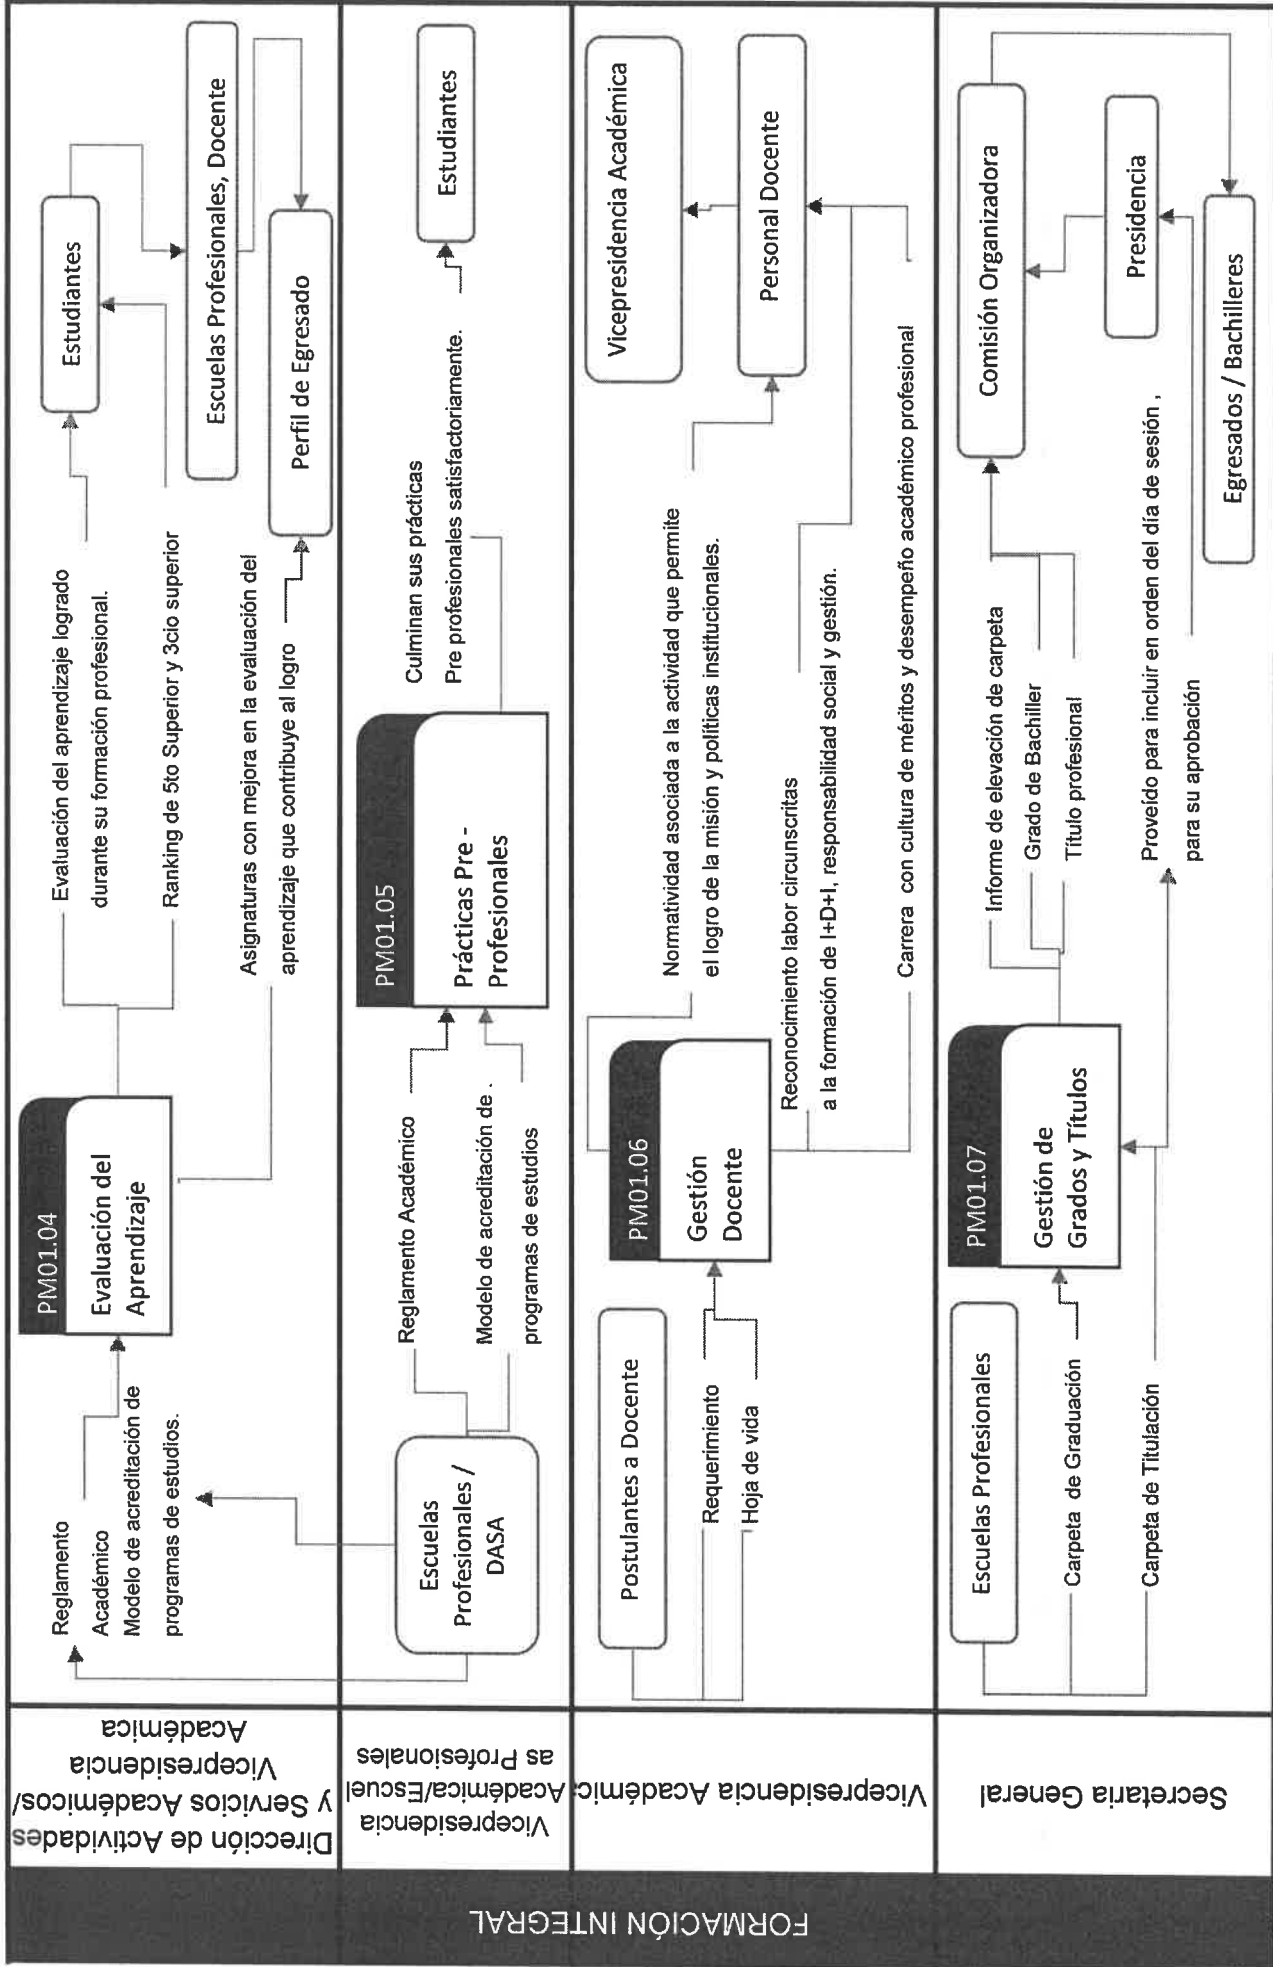 FORMACIÓN INTEGRAL
Dirección de Actividades
y Servicios Académicos/
Vicepresidencia
Académica
Reglamento
Académico
Modelo de acreditación de
programas de estudios.
PM01.04
Evaluación del
Aprendizaje
Evaluación del aprendizaje logrado
durante su formación profesional.
Ranking de 5to Superior y 3cio superior
Asignaturas con mejora en la evaluación del
aprendizaje que contribuye al logro
Estudiantes
Escuelas Profesionales, Docente
Perfil de Egresado
Vicepresidencia
Académica/Escuel
as Profesionales
Escuelas
Profesionales /
DASA
Reglamento Académico
Modelo de acreditación de .
programas de estudios
PM01.05
Prácticas Pre -
Profesionales
Culminan sus prácticas
Pre profesionales satisfactoriamente.
Estudiantes
Vicepresidencia Académic
Postulantes a Docente
Requerimiento
Hoja de vida
PM01.06
Gestión
Docente
Normatividad asociada a la actividad que permite
el logro de la misión y políticas institucionales.
Reconocimiento labor circunscritas
a la formación de I+D+I, responsabilidad social y gestión.
Carrera con cultura de méritos y desempeño académico profesional
Vicepresidencia Académica
Personal Docente
Secretaria General
Escuelas Profesionales
Carpeta de Graduación
Carpeta de Titulación
PM01.07
Gestión de
Grados y Títulos
Informe de elevación de carpeta
Grado de Bachiller
Título profesional
Proveído para incluir en orden del día de sesión ,
para su aprobación
Comisión Organizadora
Presidencia
Egresados / Bachilleres